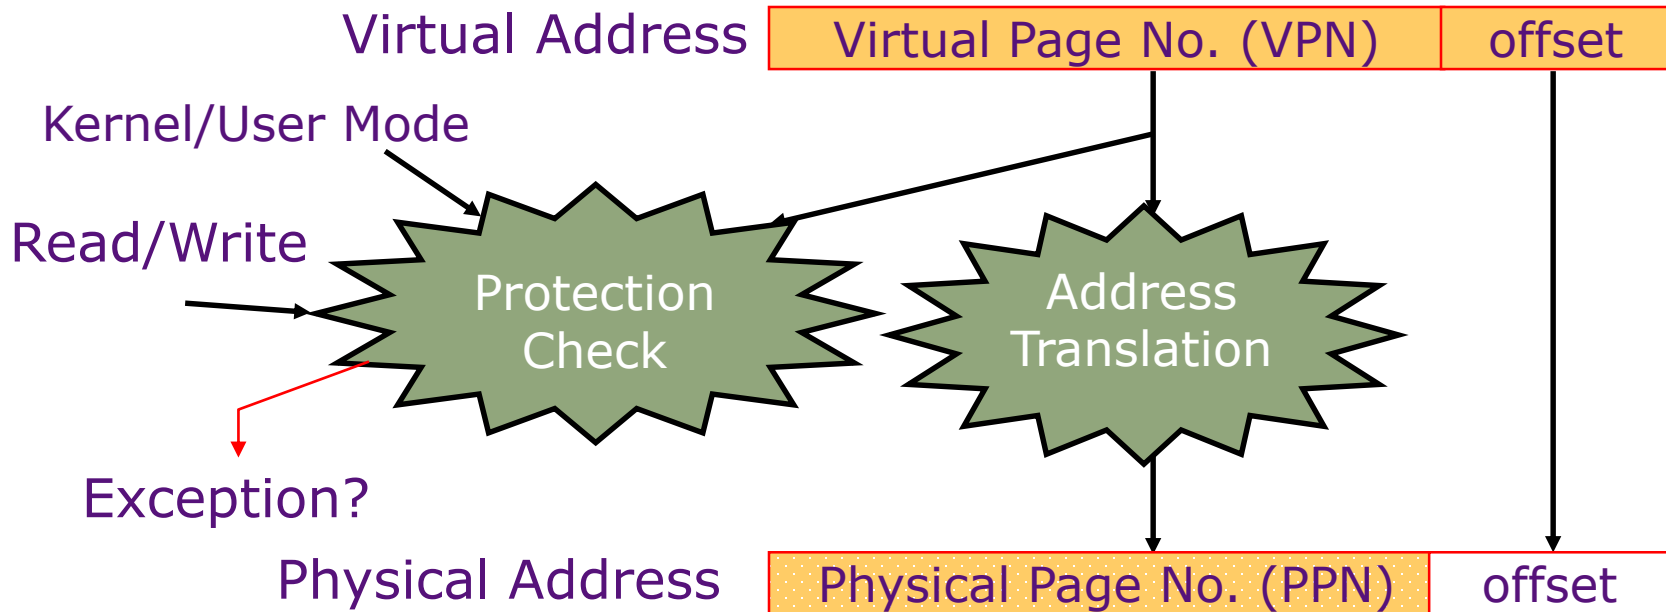 Virtual Address
Virtual Page No. (VPN)
offset
Kernel/User Mode
Read/Write
Protection
Check
Address
Translation
Exception?
Physical Address
Physical Page No. (PPN)
offset